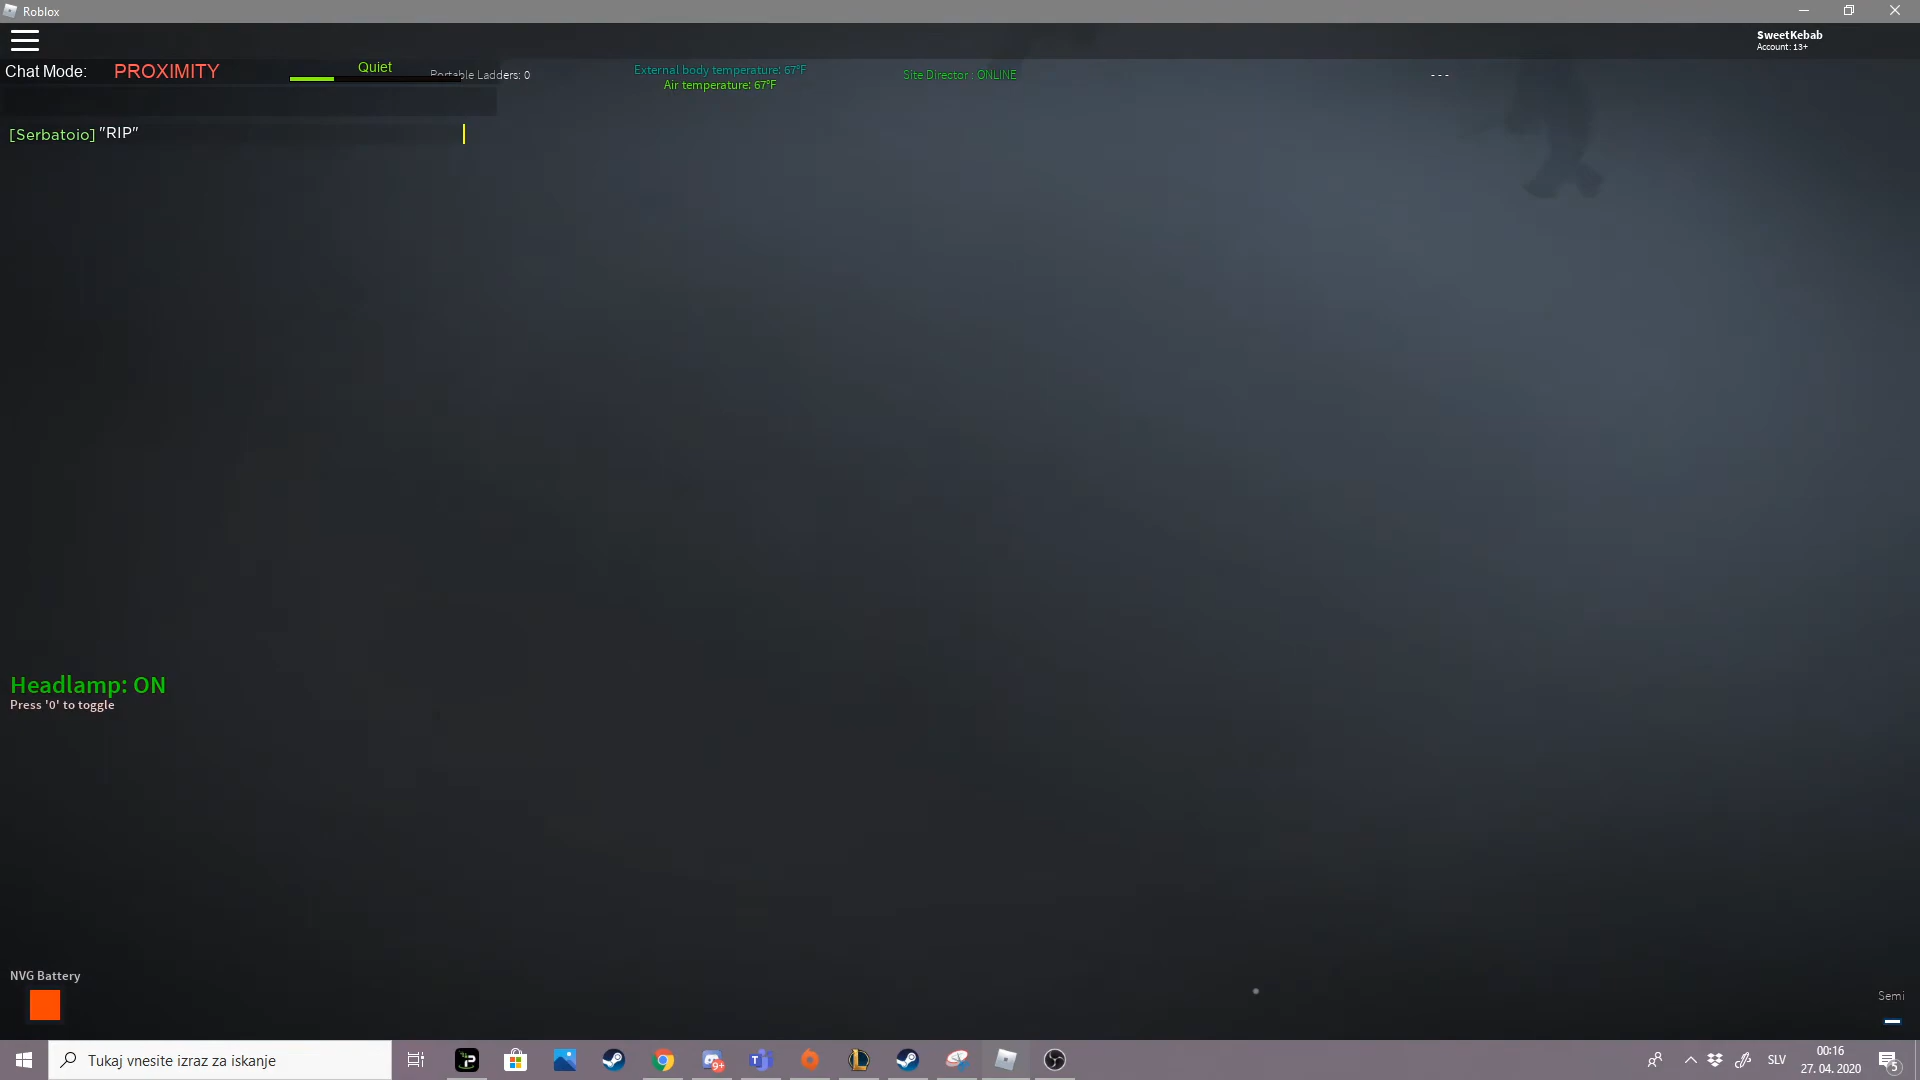 Roblox
SweetKebab
Account: 13+
Chat Mode: PROXIMITY
Quiet
Portable Ladders: 0
External body temperature: 67°F
Air temperature: 67°F
Site Director : ONLINE
---
[Serbatoio] "RIP"
Headlamp: ON
Press '0' to toggle
NVG Battery
Semi
Tukaj vnesite izraz za iskanje
9+
SLV
00:16
27. 04. 2020
5